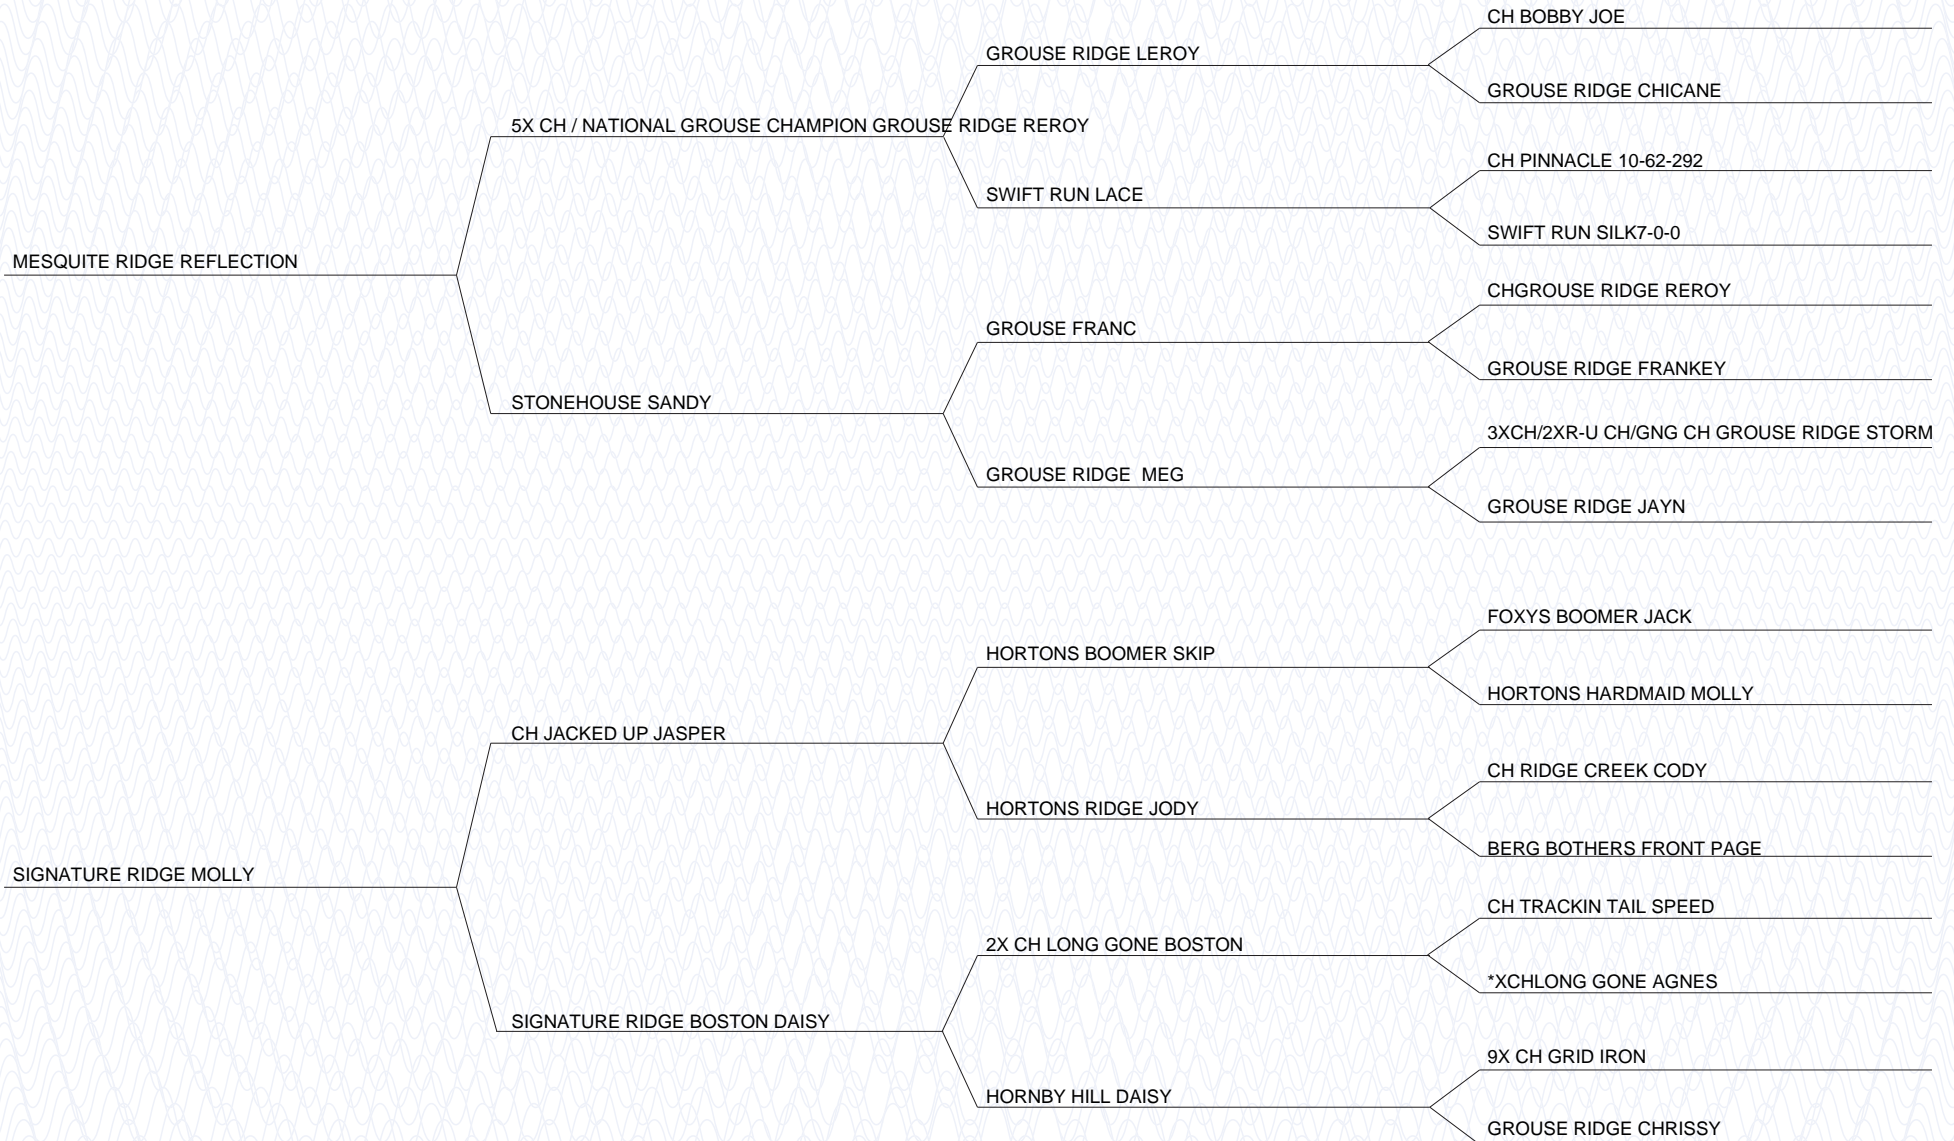 CH BOBBY JOE
GROUSE RIDGE LEROY
GROUSE RIDGE CHICANE
5X CH / NATIONAL GROUSE CHAMPION GROUSE RIDGE REROY
CH PINNACLE 10-62-292
SWIFT RUN LACE
SWIFT RUN SILK7-0-0
MESQUITE RIDGE REFLECTION
CHGROUSE RIDGE REROY
GROUSE FRANC
GROUSE RIDGE FRANKEY
STONEHOUSE SANDY
3XCH/2XR-U CH/GNG CH GROUSE RIDGE STORM
GROUSE RIDGE  MEG
GROUSE RIDGE JAYN
FOXYS BOOMER JACK
HORTONS BOOMER SKIP
HORTONS HARDMAID MOLLY
CH JACKED UP JASPER
CH RIDGE CREEK CODY
HORTONS RIDGE JODY
BERG BOTHERS FRONT PAGE
SIGNATURE RIDGE MOLLY
CH TRACKIN TAIL SPEED
2X CH LONG GONE BOSTON
*XCHLONG GONE AGNES
SIGNATURE RIDGE BOSTON DAISY
9X CH GRID IRON
HORNBY HILL DAISY
GROUSE RIDGE CHRISSY